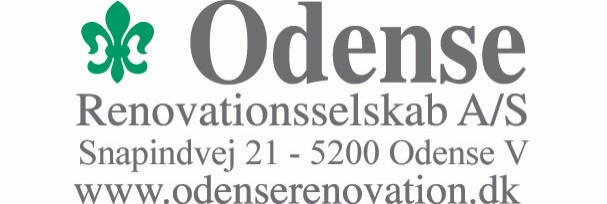 Odense
Renovationsselskab A/S
Snapindvej 21 - 5200 Odense V
www.odenserenovation.dk